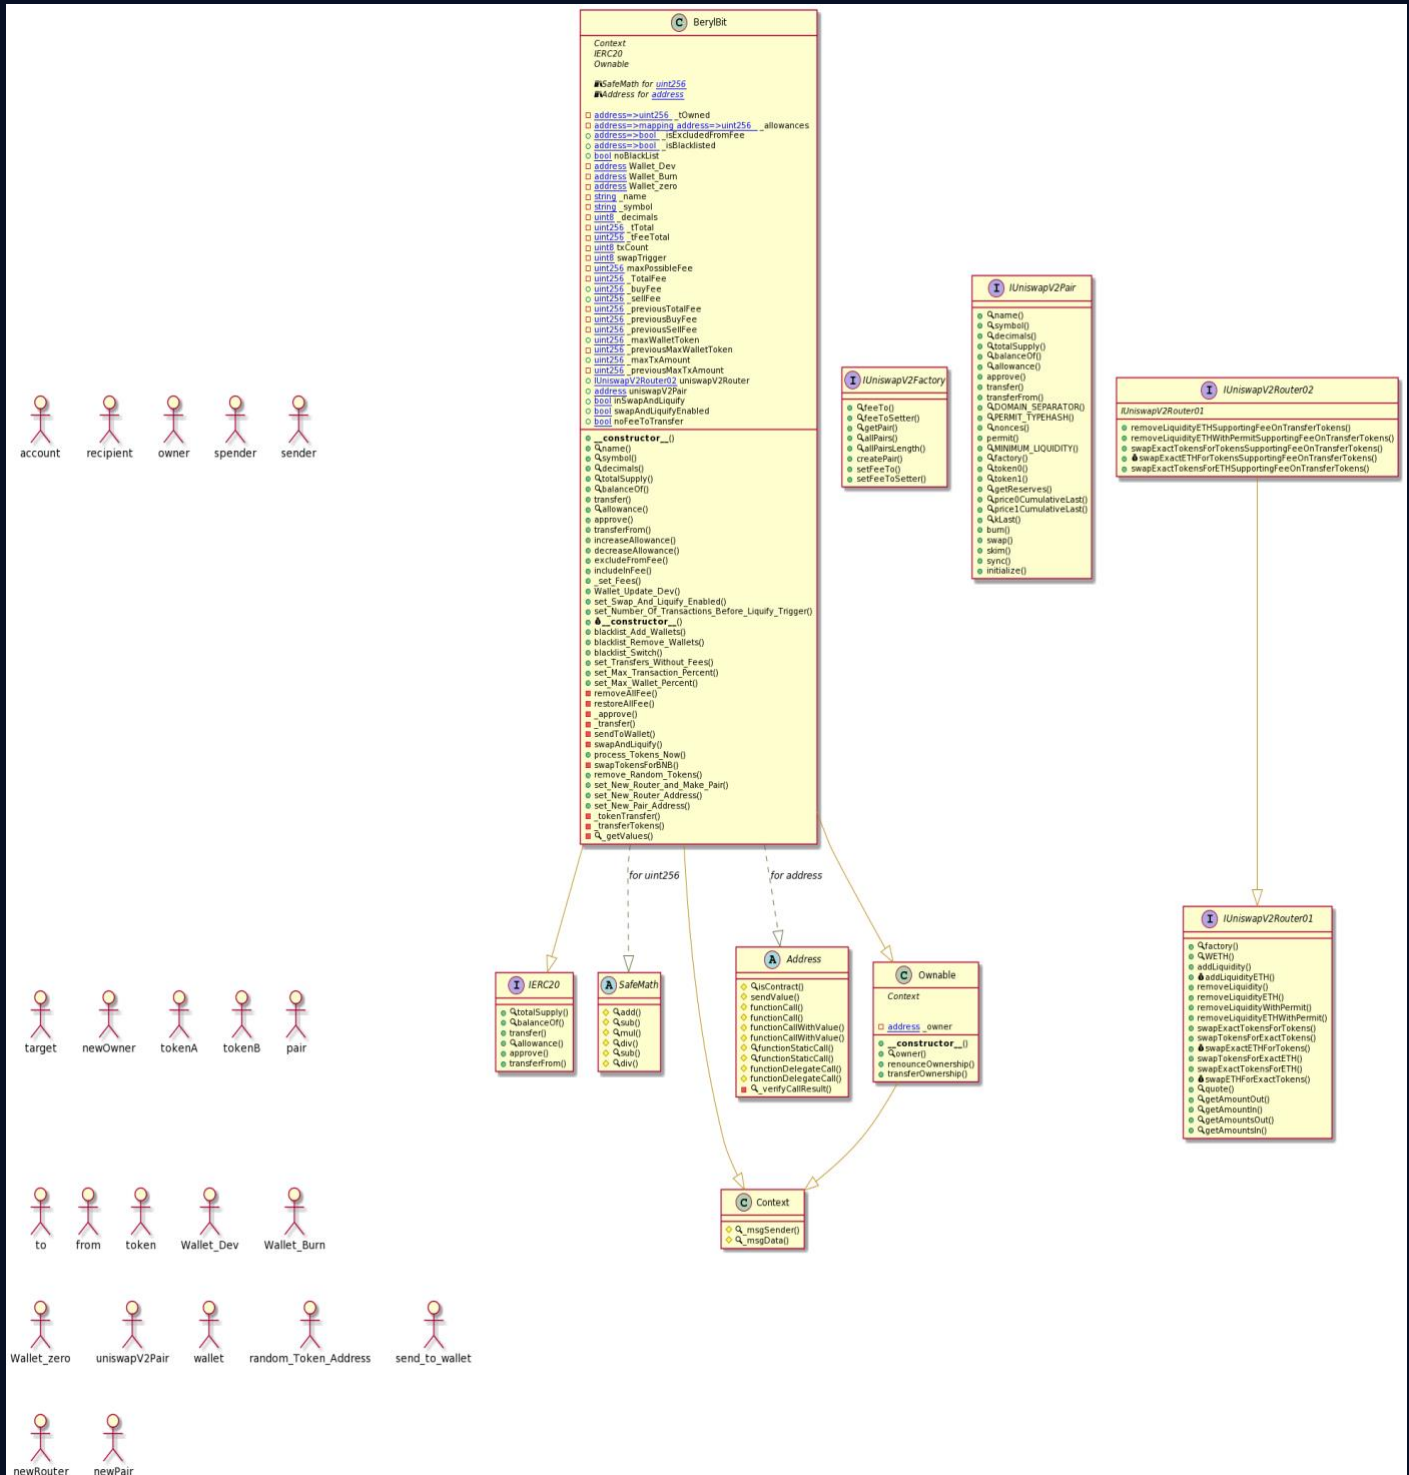 BerylBit
Context
IERC20
Ownable
SafeMath for uint256
Address for address
address=>uint256 _tOwned
address=>mapping address=>uint256 _allowances
address=>bool _isExcludedFromFee
address=>bool _isBlacklisted
bool noBlackList
address Wallet_Dev
address Wallet_Burn
address Wallet_zero
string _name
string _symbol
uint8 _decimals
uint256 _tTotal
uint256 _tFeeTotal
uint8 txCount
uint8 swapTrigger
uint256 maxPossibleFee
uint256 _TotalFee
uint256 _buyFee
uint256 _sellFee
uint256 _previousTotalFee
uint256 _previousBuyFee
uint256 _previousSellFee
uint256 _maxWalletToken
uint256 _previousMaxWalletToken
uint256 _maxTxAmount
uint256 _previousMaxTxAmount
IUniswapV2Router02 uniswapV2Router
address uniswapV2Pair
bool inSwapAndLiquify
bool swapAndLiquifyEnabled
bool noFeeToTransfer
__constructor__()
name()
symbol()
decimals()
totalSupply()
balanceOf()
transfer()
allowance()
approve()
transferFrom()
increaseAllowance()
decreaseAllowance()
excludeFromFee()
includeInFee()
_set_Fees()
Wallet_Update_Dev()
set_Swap_And_Liquify_Enabled()
set_Number_Of_Transactions_Before_Liquify_Trigger()
__constructor__()
blacklist_Add_Wallets()
blacklist_Remove_Wallets()
blacklist_Switch()
set_Transfers_Without_Fees()
set_Max_Transaction_Percent()
set_Max_Wallet_Percent()
removeAllFee()
restoreAllFee()
_approve()
_transfer()
sendToWallet()
swapAndLiquify()
process_Tokens_Now()
swapTokensForBNB()
remove_Random_Tokens()
set_New_Router_and_Make_Pair()
set_New_Router_Address()
set_New_Pair_Address()
_tokenTransfer()
_transferTokens()
_getValues()
IUniswapV2Factory
feeTo()
feeToSetter()
getPair()
allPairs()
allPairsLength()
createPair()
setFeeTo()
setFeeToSetter()
IUniswapV2Pair
name()
symbol()
decimals()
totalSupply()
balanceOf()
allowance()
approve()
transfer()
transferFrom()
DOMAIN_SEPARATOR()
PERMIT_TYPEHASH()
nonces()
permit()
MINIMUM_LIQUIDITY()
factory()
token0()
token1()
getReserves()
price0CumulativeLast()
price1CumulativeLast()
kLast()
burn()
swap()
skim()
sync()
initialize()
IUniswapV2Router02
IUniswapV2Router01
removeLiquidityETHSupportingFeeOnTransferTokens()
removeLiquidityETHWithPermitSupportingFeeOnTransferTokens()
swapExactTokensForTokensSupportingFeeOnTransferTokens()
swapExactETHForTokensSupportingFeeOnTransferTokens()
swapExactTokensForETHSupportingFeeOnTransferTokens()
account recipient owner spender sender
for uint256
for address
IERC20
totalSupply()
balanceOf()
transfer()
allowance()
approve()
transferFrom()
SafeMath
add()
sub()
mul()
div()
sub()
div()
Address
isContract()
sendValue()
functionCall()
functionCall()
functionCallWithValue()
functionCallWithValue()
functionStaticCall()
functionStaticCall()
functionDelegateCall()
functionDelegateCall()
_verifyCallResult()
Ownable
Context
address _owner
__constructor__()
owner()
renounceOwnership()
transferOwnership()
IUniswapV2Router01
factory()
WETH()
addLiquidity()
addLiquidityETH()
removeLiquidity()
removeLiquidityETH()
removeLiquidityWithPermit()
removeLiquidityETHWithPermit()
swapExactTokensForTokens()
swapTokensForExactTokens()
swapExactETHForTokens()
swapTokensForExactETH()
swapExactTokensForETH()
swapETHForExactTokens()
quote()
getAmountOut()
getAmountIn()
getAmountsOut()
getAmountsIn()
target newOwner tokenA tokenB pair
Context
_msgSender()
_msgData()
to from token Wallet_Dev Wallet_Burn
Wallet_zero uniswapV2Pair wallet random_Token_Address send_to_wallet
newRouter newPair